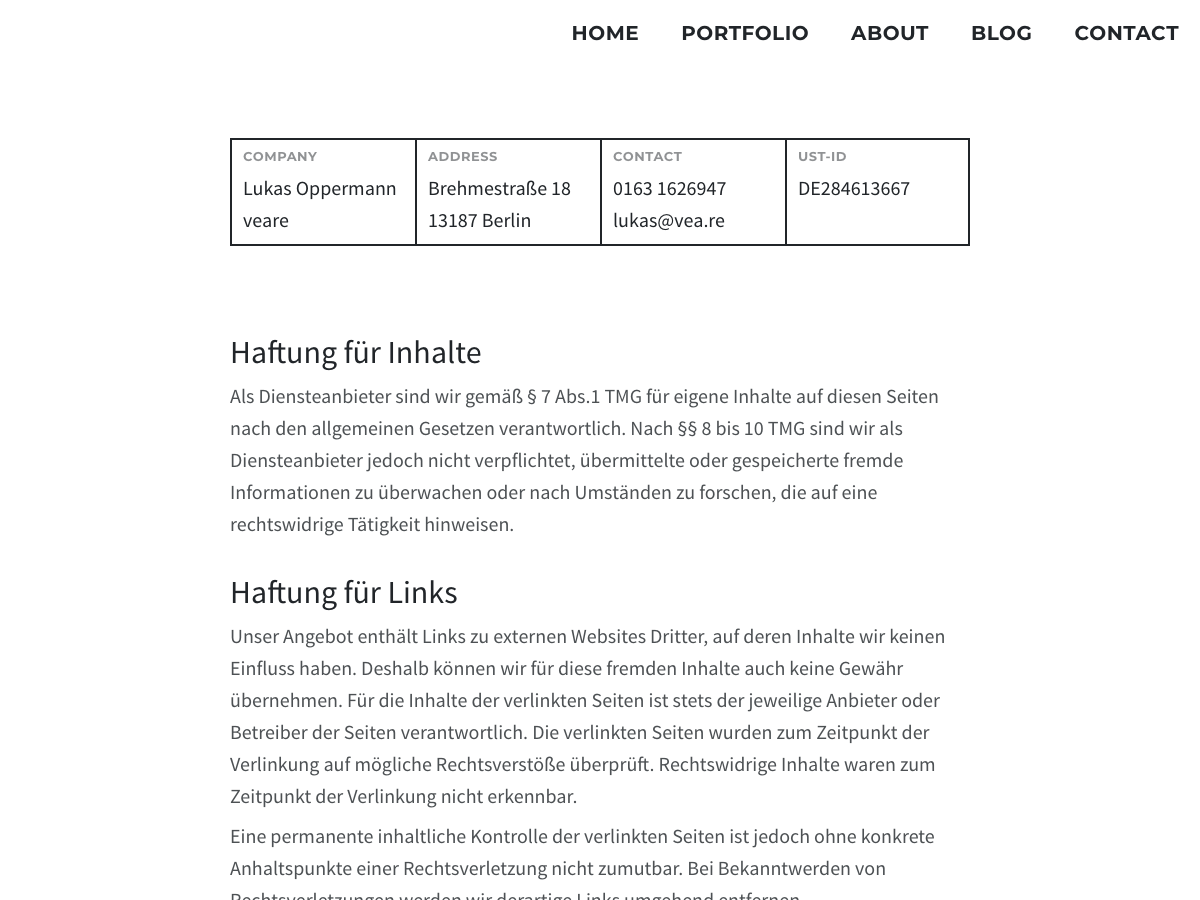 HOME PORTFOLIO ABOUT BLOG CONTACT
COMPANY
Lukas Oppermann
veare
ADDRESS
Brehmestraße 18
13187 Berlin
CONTACT
0163 1626947
lukas@vea.re
UST-ID
DE284613667
Haftung für Inhalte
Als Diensteanbieter sind wir gemäß § 7 Abs.1 TMG für eigene Inhalte auf diesen Seiten
nach den allgemeinen Gesetzen verantwortlich. Nach §§ 8 bis 10 TMG sind wir als
Diensteanbieter jedoch nicht verpflichtet, übermittelte oder gespeicherte fremde
Informationen zu überwachen oder nach Umständen zu forschen, die auf eine
rechtswidrige Tätigkeit hinweisen.
Haftung für Links
Unser Angebot enthält Links zu externen Websites Dritter, auf deren Inhalte wir keinen
Einfluss haben. Deshalb können wir für diese fremden Inhalte auch keine Gewähr
übernehmen. Für die Inhalte der verlinkten Seiten ist stets der jeweilige Anbieter oder
Betreiber der Seiten verantwortlich. Die verlinkten Seiten wurden zum Zeitpunkt der
Verlinkung auf mögliche Rechtsverstöße überprüft. Rechtswidrige Inhalte waren zum
Zeitpunkt der Verlinkung nicht erkennbar.
Eine permanente inhaltliche Kontrolle der verlinkten Seiten ist jedoch ohne konkrete
Anhaltspunkte einer Rechtsverletzung nicht zumutbar. Bei Bekanntwerden von
Rechtsverletzungen werden wir derartige Links umgehend entfernen.